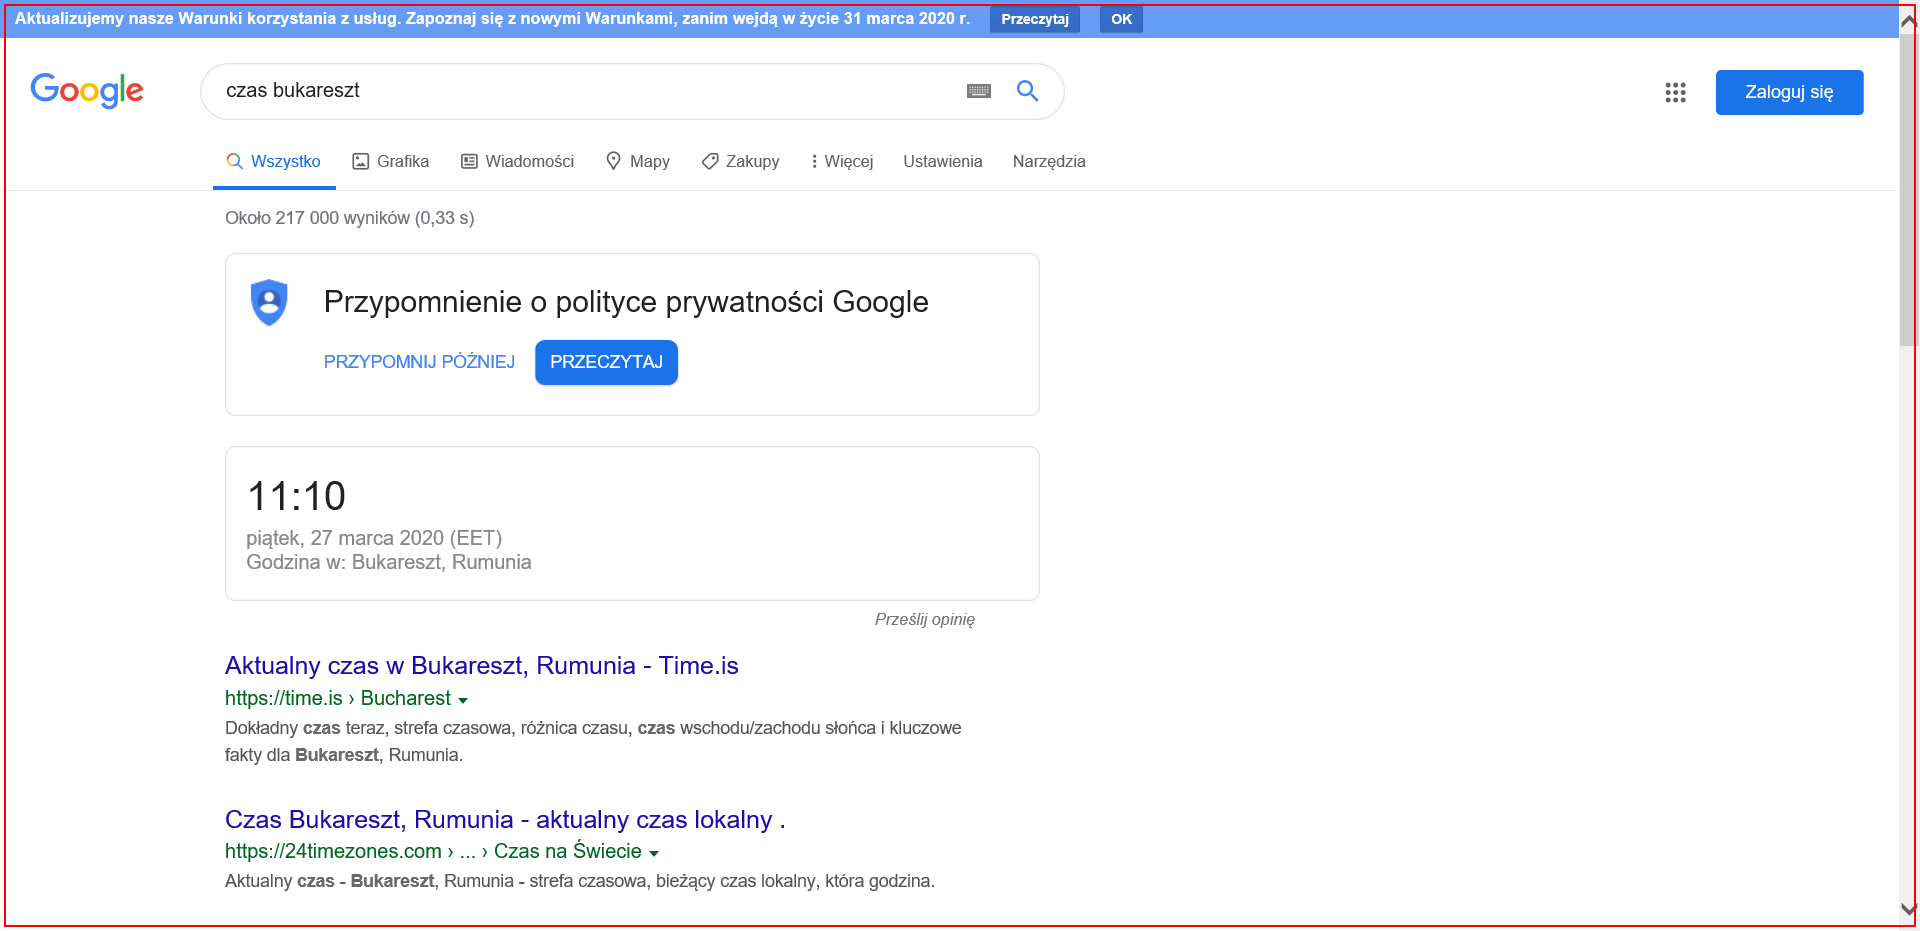 Aktualizujemy nasze Warunki korzystania z usług. Zapoznaj się z nowymi Warunkami, zanim wejdą w życie 31 marca 2020 r. Przeczytaj OK
Google czas bukareszt Zaloguj się
Wszystko Grafika Wiadomości Mapy Zakupy Więcej Ustawienia Narzędzia
Około 217 000 wyników (0,33 s)
Przypomnienie o polityce prywatności Google
PRZYPOMNIJ PÓŹNIEJ PRZECZYTAJ
11:10
piątek, 27 marca 2020 (EET)
Godzina w: Bukareszt, Rumunia
Prześlij opinię
Aktualny czas w Bukareszt, Rumunia - Time.is
https://time.is › Bucharest
Dokładny czas teraz, strefa czasowa, różnica czasu, czas wschodu/zachodu słońca i kluczowe
fakty dla Bukareszt, Rumunia.
Czas Bukareszt, Rumunia - aktualny czas lokalny .
https://24timezones.com › ... › Czas na Świecie
Aktualny czas - Bukareszt, Rumunia - strefa czasowa, bieżący czas lokalny, która godzina.